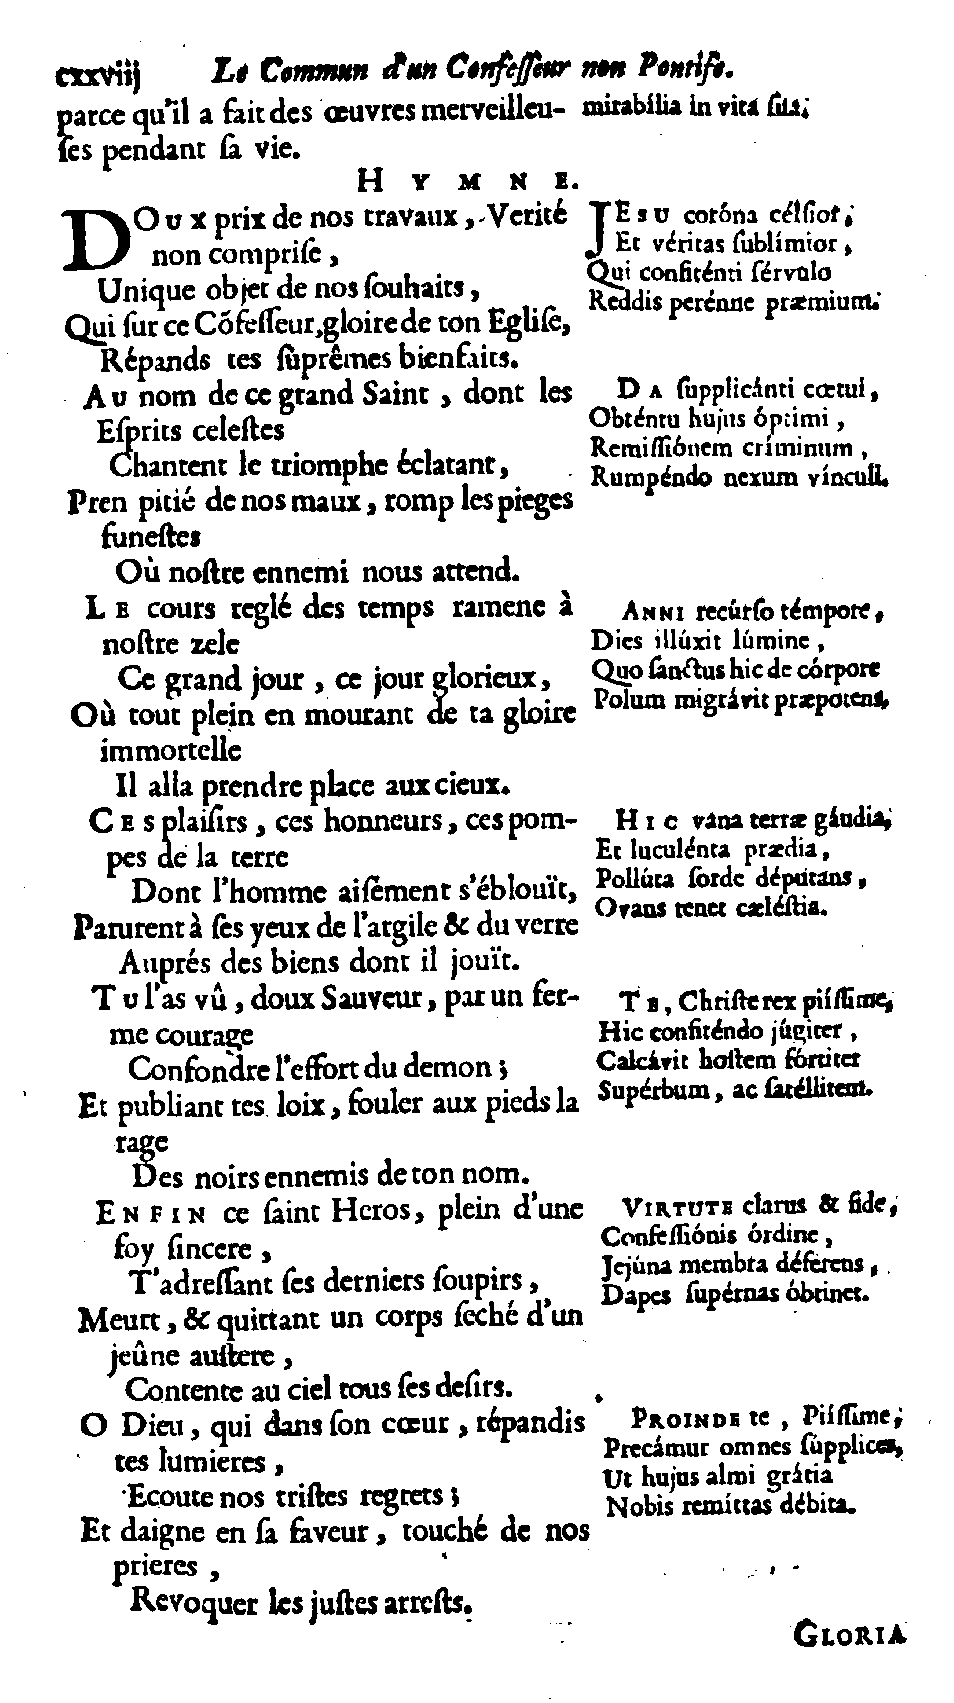 cxxviij Le Commun d'un Confeſſeur non Pontife.
parce qu'il a fait des œuvres merveilleu-
ſes pendant ſa vie.
mirabília in vitâ ſuâ;
HYMNE.
DOux prix de nos travaux, Verité
non compriſe,
Unique objet de nos ſouhaits,
Qui ſur ce Cõfeſſeur, gloire de ton Egliſe,
Répands tes ſûprêmes bienfaits.
Au nom de ce grand Saint, dont les
Eſprits celeſtes
Chantent le triomphe éclatant,
Pren pitié de nos maux, romp les pieges
funeſtes
Où noſtre ennemi nous attend.
LE cours reglé des temps ramene à
noſtre zele
Ce grand jour, ce jour glorieux,
Où tout plein en mourant de ta gloire
immortelle
Il alla prendre place aux cieux.
CEs plaiſirs, ces honneurs, ces pom-
pes de la terre
Dont l'homme aiſêment s'éblouït,
Parurent à ſes yeux de l'argile & du verre
Auprés des biens dont il jouït.
Tu l'as vû, doux Sauveur, par un fer-
me courage
Confondre l'effort du demon;
Et publiant tes loix, fouler aux pieds la
rage
Des noirs ennemis de ton nom.
ENFIN ce ſaint Heros, plein d'une
foy ſincere,
T'adreſſant ſes derniers ſoupirs,
Meurt, & quittant un corps ſeché d'un
jeûne auſtere,
Contente au ciel tous ſes deſirs.
O Dieu, qui dans ſon cœur, répandis
tes lumieres,
Ecoute nos triſtes regrets;
Et daigne en ſa faveur, touché de nos
prieres,
Revoquer les juſtes arreſts.
JEsu coróna célſior,
Et véritas ſublímior,
Qui confiténti ſérvulo
Reddis perénne præmium:
DA ſupplicánti cœtui,
Obténtu hujus óptimi,
Remiſſiónem críminum,
Rumpéndo nexum vínculi.
ANNI recúrſo témpore,
Dies illúxit lúmine,
Quo ſanctus hic de córpore
Polum migrávit præpotens,
HIC vana terræ gáudia,
Et luculénta prædia,
Pollúta ſorde députans,
Ovans tenet cæléſtia.
TE, Chriſte rex piíſſime,
Hic confiténdo júgiter,
Calcávit hoſtem fórtiter
Supérbum, ac ſatéllitem.
VIRTUTE clarus & fide,
Confeſſiónis órdine,
Jejúna membra déferens,
Dapes ſupérnas óbtinet.
PROINDE te, Piíſſime,
Precámur omnes ſúpplices,
Ut hujus almi grátia
Nobis remíttas débita.
GLORIA